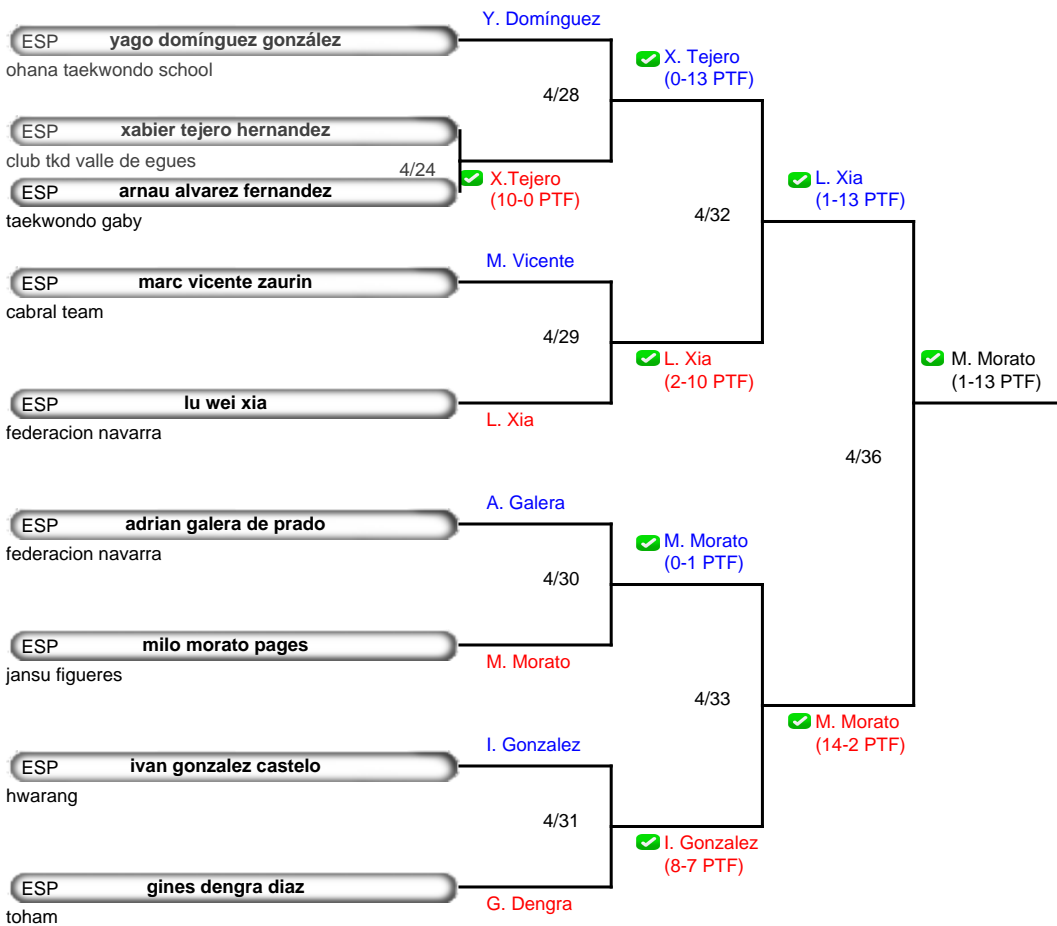 Y. Domínguez
ESP yago domínguez gonzález
ohana taekwondo school
X. Tejero
(0-13 PTF)
4/28
ESP xabier tejero hernandez
club tkd valle de egues
4/24
X.Tejero
(10-0 PTF)
ESP arnau alvarez fernandez
taekwondo gaby
L. Xia
(1-13 PTF)
4/32
M. Vicente
ESP marc vicente zaurin
cabral team
4/29
L. Xia
(2-10 PTF)
M. Morato
(1-13 PTF)
ESP lu wei xia
federacion navarra
L. Xia
4/36
A. Galera
ESP adrian galera de prado
federacion navarra
M. Morato
(0-1 PTF)
4/30
ESP milo morato pages
jansu figueres
M. Morato
4/33
M. Morato
(14-2 PTF)
I. Gonzalez
ESP ivan gonzalez castelo
hwarang
4/31
I. Gonzalez
(8-7 PTF)
ESP gines dengra diaz
toham
G. Dengra